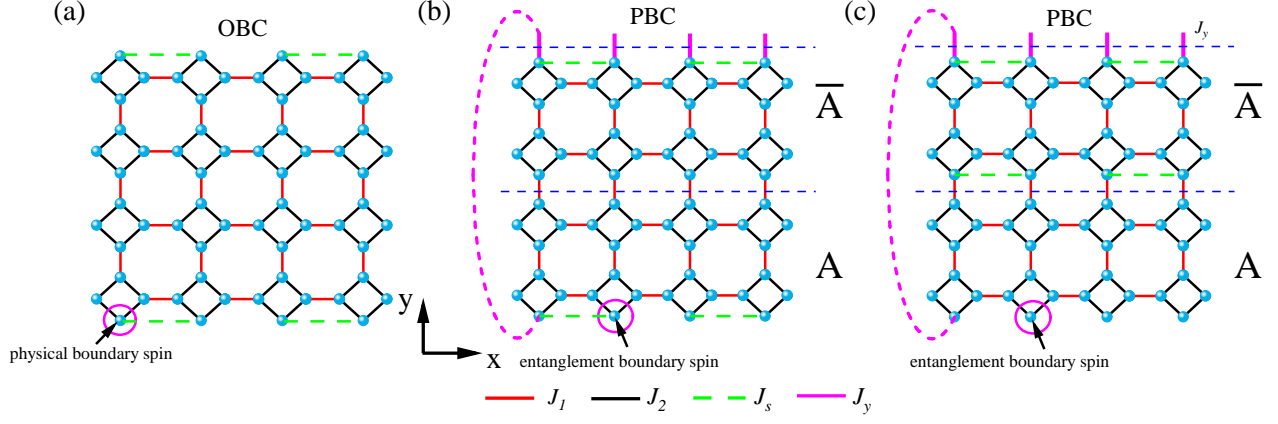 (a)
OBC
physical boundary spin
y
x
(b)
PBC
A̅
A
entanglement boundary spin
(c)
PBC
J_y
A̅
A
entanglement boundary spin
J_1
J_2
J_s
J_y